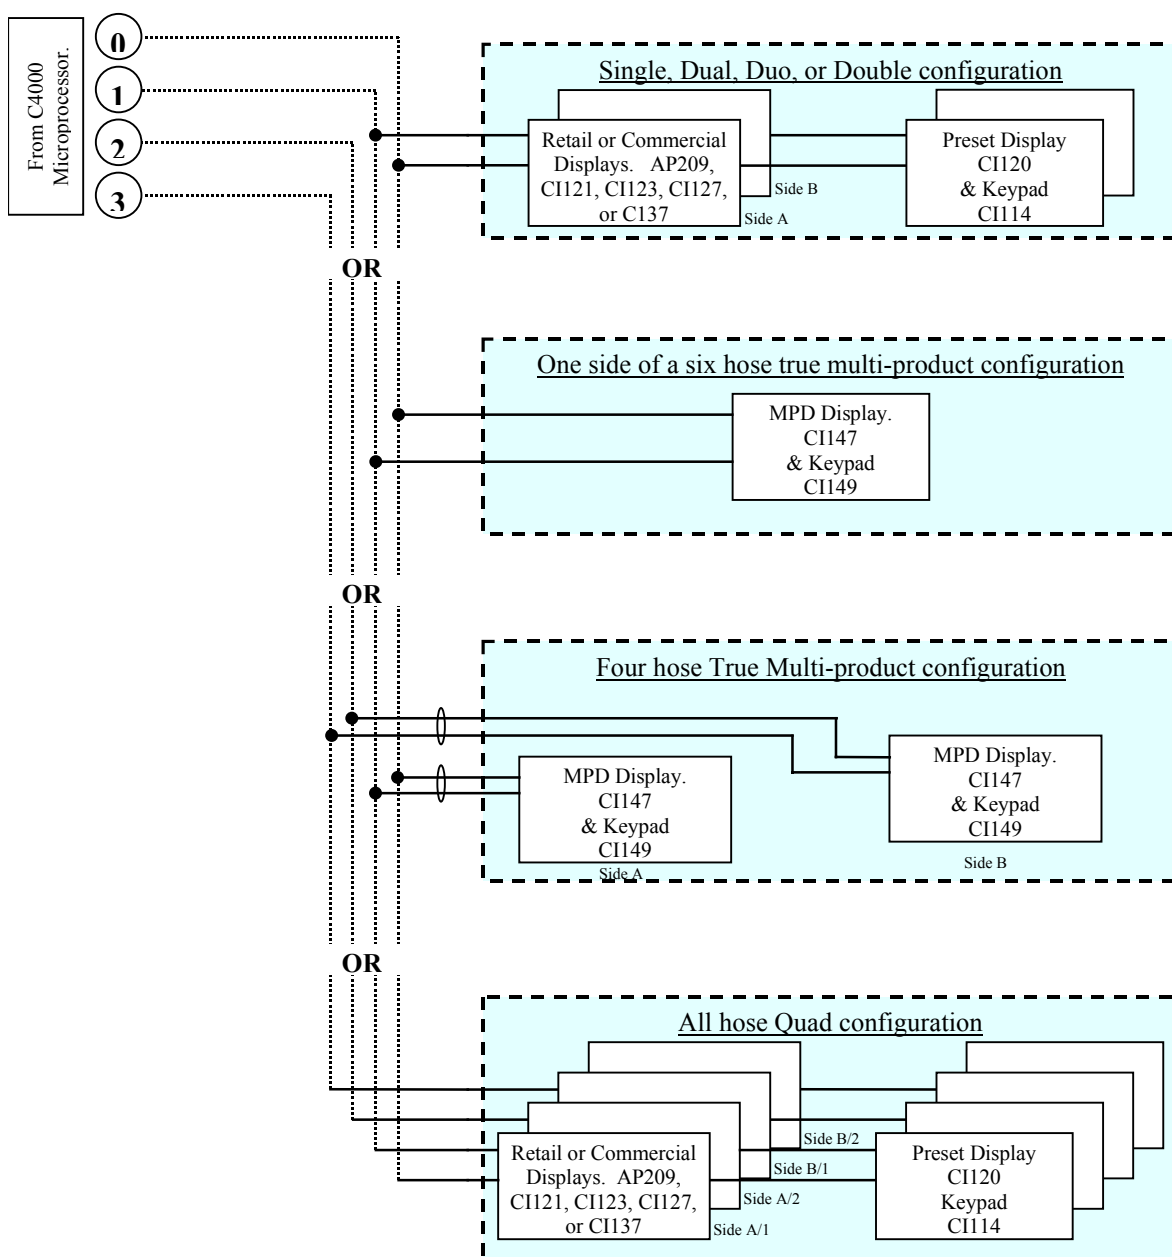 From C4000
Microprocessor.
0
1
2
3
Single, Dual, Duo, or Double configuration
Retail or Commercial
Displays. AP209,
CI121, CI123, CI127,
or C137
Side B
Side A
Preset Display
CI120
& Keypad
CI114
OR
One side of a six hose true multi-product configuration
MPD Display.
CI147
& Keypad
CI149
OR
Four hose True Multi-product configuration
MPD Display.
CI147
& Keypad
CI149
Side A
MPD Display.
CI147
& Keypad
CI149
Side B
OR
All hose Quad configuration
Retail or Commercial
Displays. AP209,
CI121, CI123, CI127,
or CI137
Side B/2
Side B/1
Side A/2
Side A/1
Preset Display
CI120
Keypad
CI114